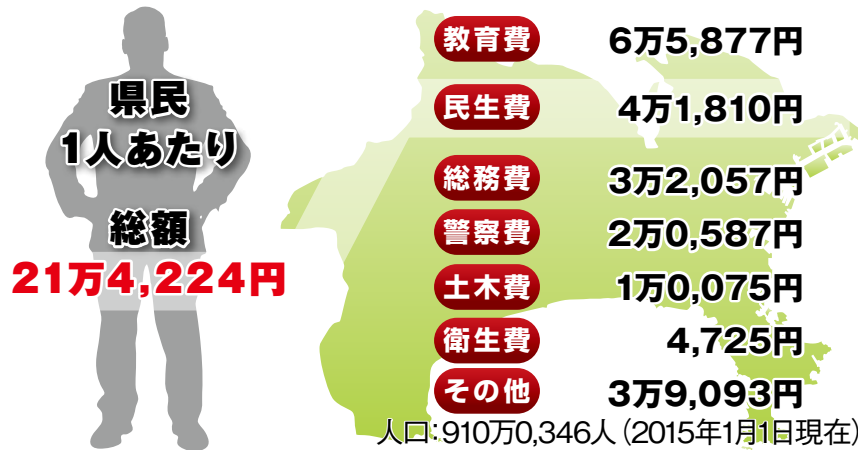 県民
1人あたり
総額
21万4,224円
教育費 6万5,877円
民生費 4万1,810円
総務費 3万2,057円
警察費 2万0,587円
土木費 1万0,075円
衛生費 4,725円
その他 3万9,093円
人口:910万0,346人(2015年1月1日現在)